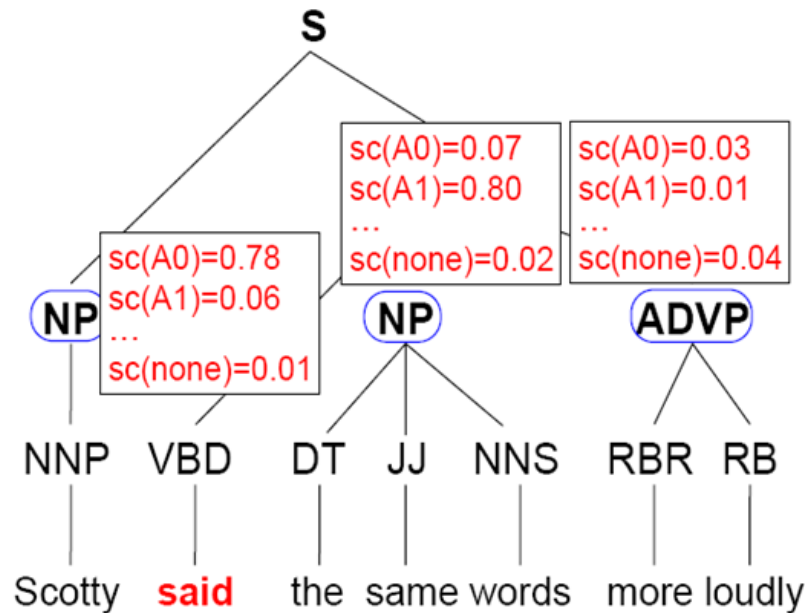 S
sc(A0)=0.07
sc(A1)=0.80
...
sc(none)=0.02
sc(A0)=0.03
sc(A1)=0.01
...
sc(none)=0.04
sc(A0)=0.78
sc(A1)=0.06
...
sc(none)=0.01
NP NP ADVP
NNP VBD DT JJ NNS RBR RB
Scotty said the same words more loudly